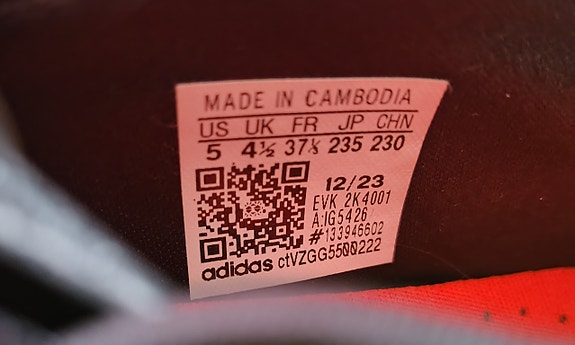 MADE IN CAMBODIA
US UK FR JP CHN
5 4½ 37⅓ 235 230
12/23
EVK 2K4001
A:IG5426
#133946602
adidas ctVZGG5500222